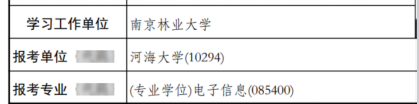 学习工作单位 南京林业大学
报考单位 河海大学(10294)
报考专业 (专业学位)电子信息(085400)